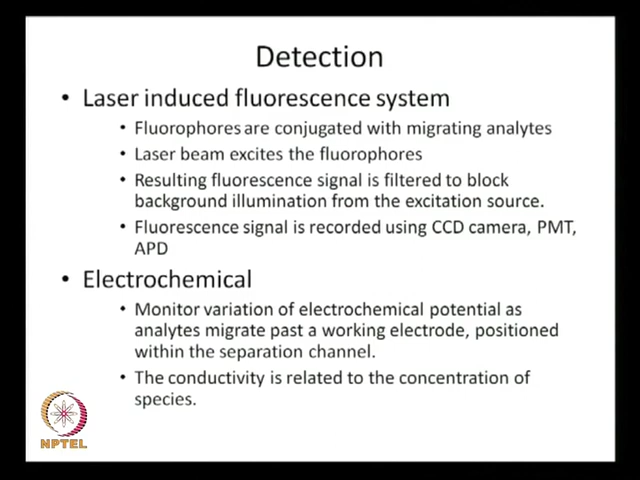 Detection
• Laser induced fluorescence system
• Fluorophores are conjugated with migrating analytes
• Laser beam excites the fluorophores
• Resulting fluorescence signal is filtered to block
background illumination from the excitation source.
• Fluorescence signal is recorded using CCD camera, PMT,
APD
• Electrochemical
• Monitor variation of electrochemical potential as
analytes migrate past a working electrode, positioned
within the separation channel.
• The conductivity is related to the concentration of
species.
NPTEL